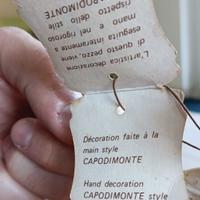 L'artistica decorazione
di questo pezzo, viene
eseguita interamente a
mano e nel rigoroso
rispetto dello stile
CAPODIMONTE
Décoration faite à la
main style
CAPODIMONTE
Hand decoration
CAPODIMONTE style